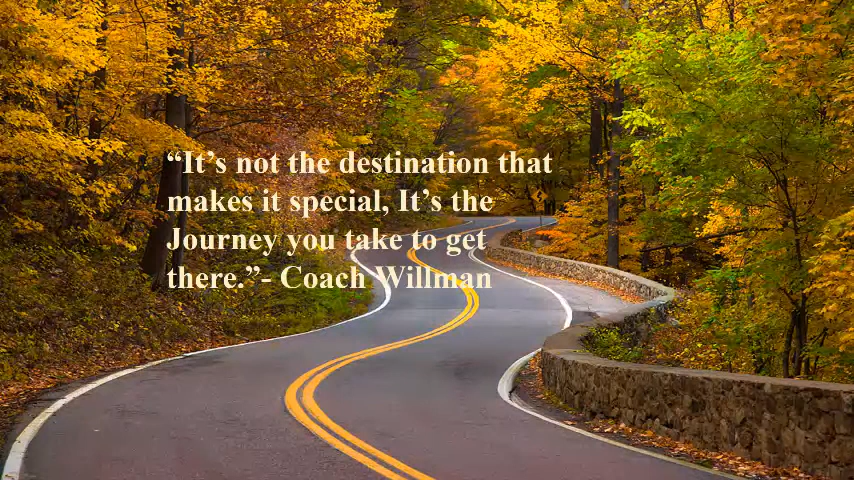 “It’s not the destination that
makes it special, It’s the
Journey you take to get
there.”- Coach Willman